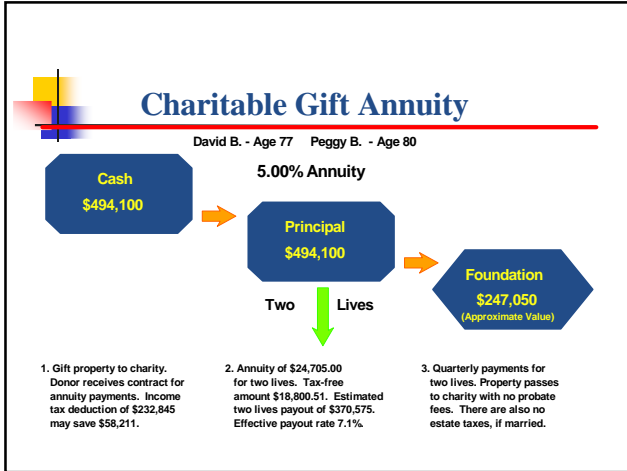 Charitable Gift Annuity
David B. - Age 77 Peggy B. - Age 80
5.00% Annuity
Cash
$494,100
Principal
$494,100
Foundation
$247,050
(Approximate Value)
Two Lives
1. Gift property to charity.
Donor receives contract for
annuity payments. Income
tax deduction of $232,845
may save $58,211.
2. Annuity of $24,705.00
for two lives. Tax-free
amount $18,800.51. Estimated
two lives payout of $370,575.
Effective payout rate 7.1%.
3. Quarterly payments for
two lives. Property passes
to charity with no probate
fees. There are also no
estate taxes, if married.